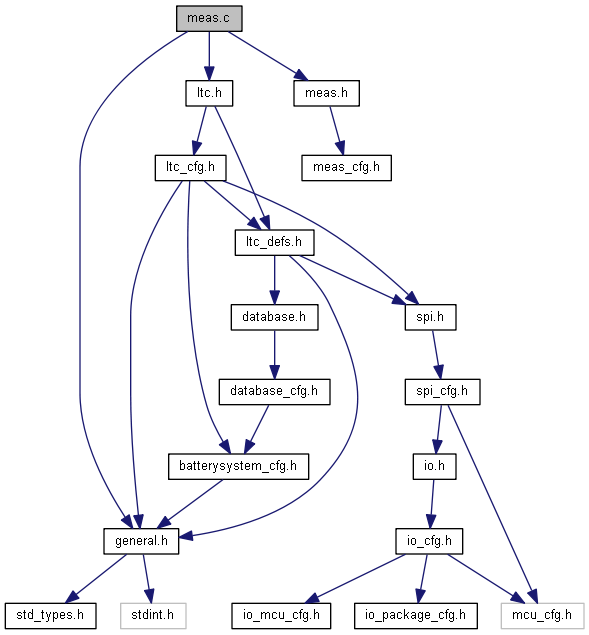 meas.c
ltc.h
meas.h
ltc_cfg.h
meas_cfg.h
ltc_defs.h
database.h
spi.h
database_cfg.h
spi_cfg.h
batterysystem_cfg.h
io.h
general.h
io_cfg.h
std_types.h
stdint.h
io_mcu_cfg.h
io_package_cfg.h
mcu_cfg.h